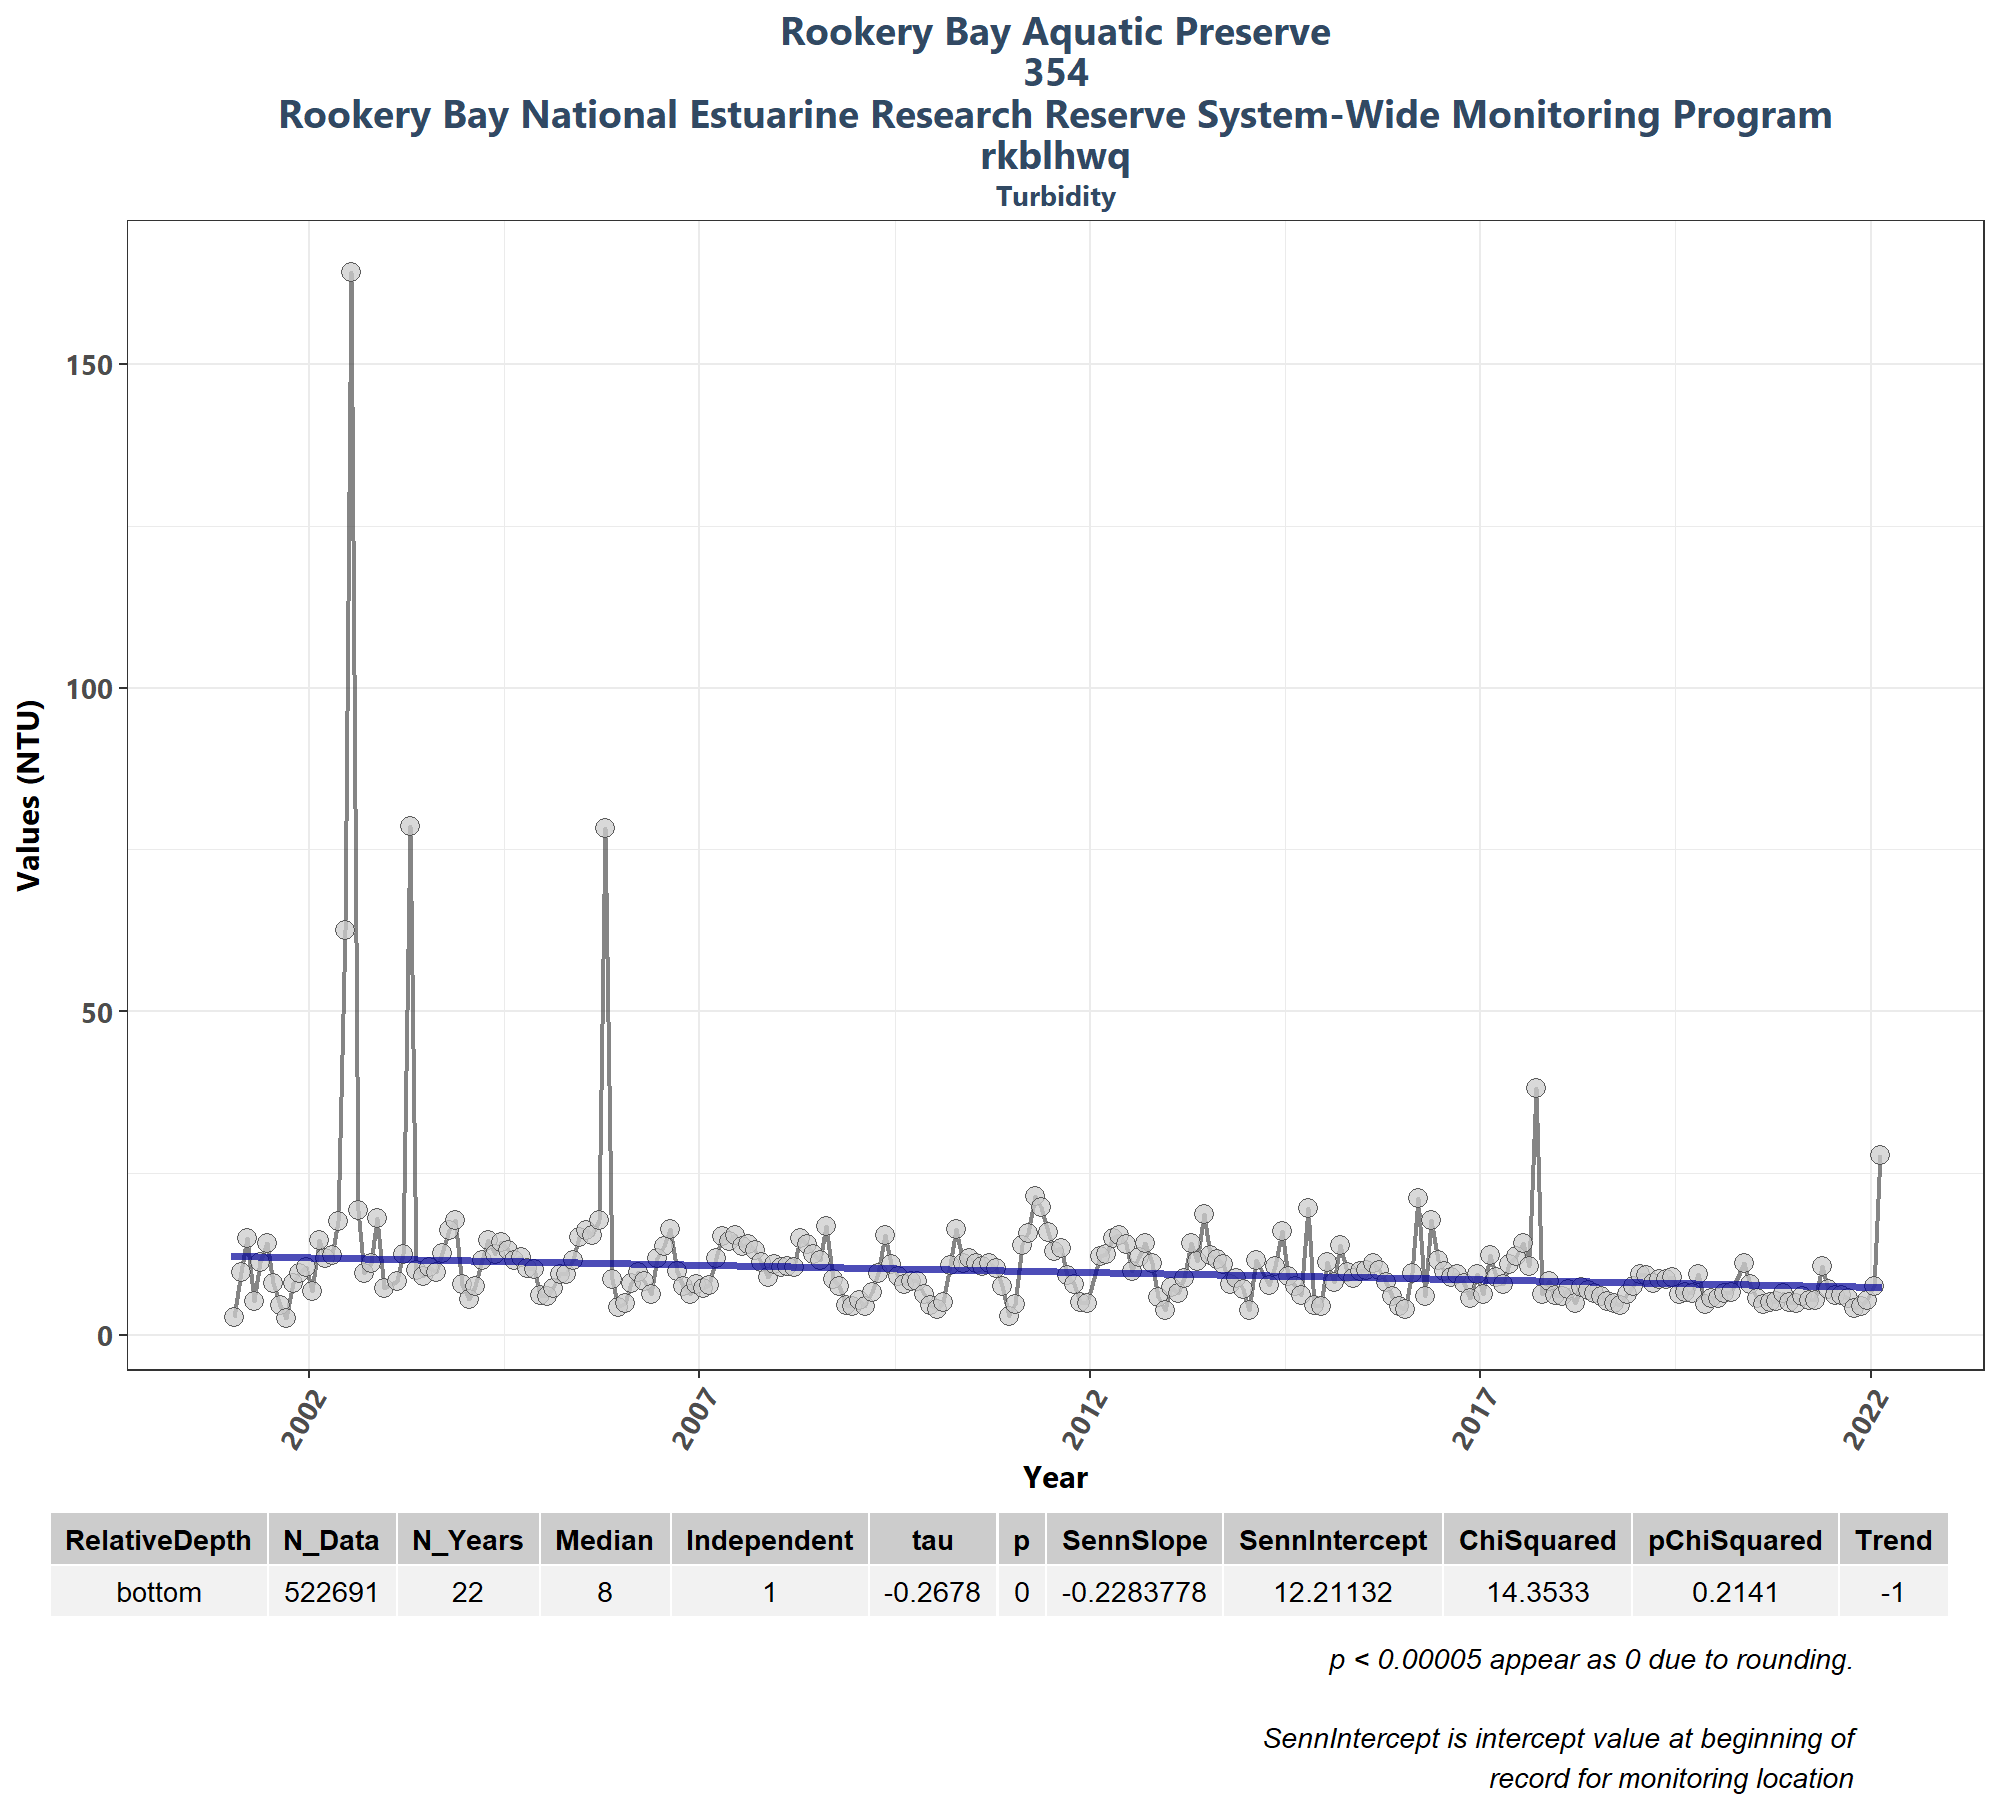 Rookery Bay Aquatic Preserve
354
Rookery Bay National Estuarine Research Reserve System-Wide Monitoring Program
rkblhwq
Turbidity
Values (NTU)
150
100
50
0
2002 2007 2012 2017 2022
Year
RelativeDepth N_Data N_Years Median Independent tau p SennSlope SennIntercept ChiSquared pChiSquared Trend
bottom 522691 22 8 1 -0.2678 0 -0.2283778 12.21132 14.3533 0.2141 -1
p < 0.00005 appear as 0 due to rounding.
SennIntercept is intercept value at beginning of
record for monitoring location